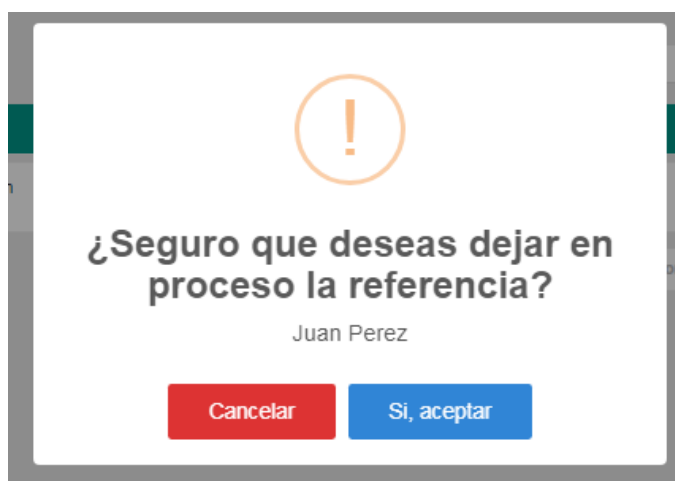 !
¿Seguro que deseas dejar en
proceso la referencia?
Juan Perez
Cancelar
Si, aceptar